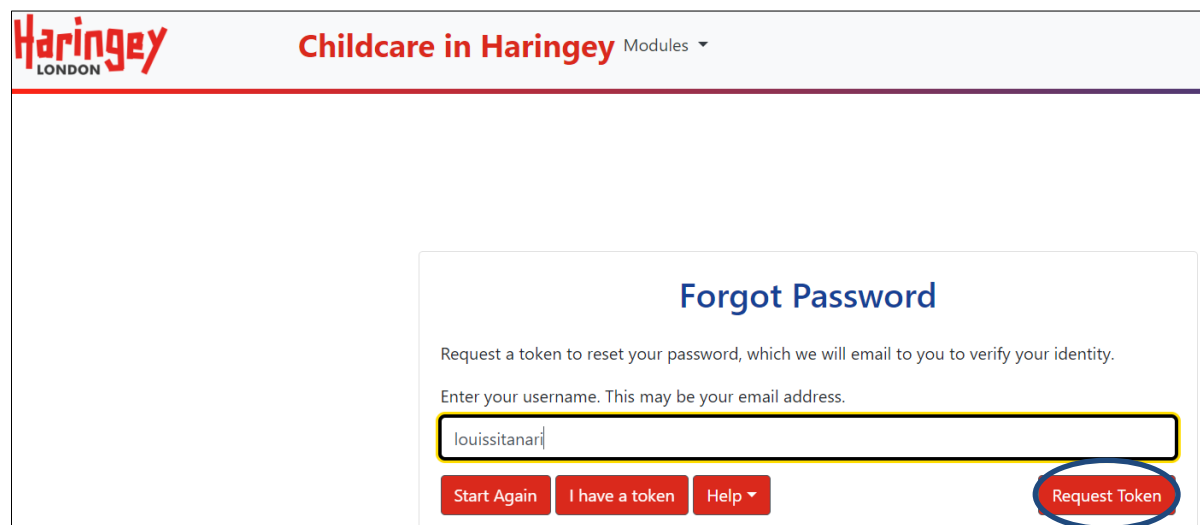 Haringey
LONDON
Childcare in Haringey Modules
Forgot Password
Request a token to reset your password, which we will email to you to verify your identity.
Enter your username. This may be your email address.
louissitanari
Start Again I have a token Help Request Token